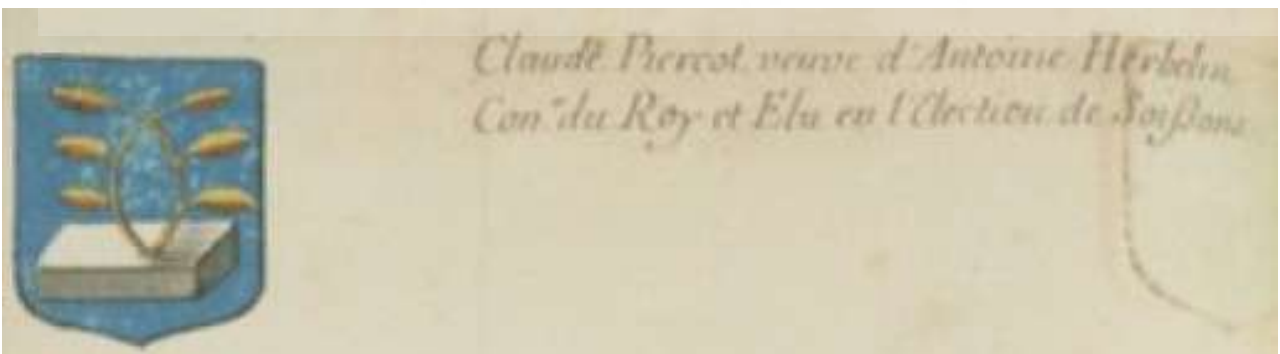 Claude Piercot veuve d'Antoine Herbelin
Con.er du Roy et Elu en l'Election de Soissons